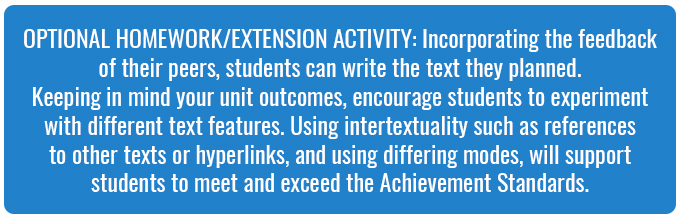 OPTIONAL HOMEWORK/EXTENSION ACTIVITY: Incorporating the feedback
of their peers, students can write the text they planned.
Keeping in mind your unit outcomes, encourage students to experiment
with different text features. Using intertextuality such as references
to other texts or hyperlinks, and using differing modes, will support
students to meet and exceed the Achievement Standards.